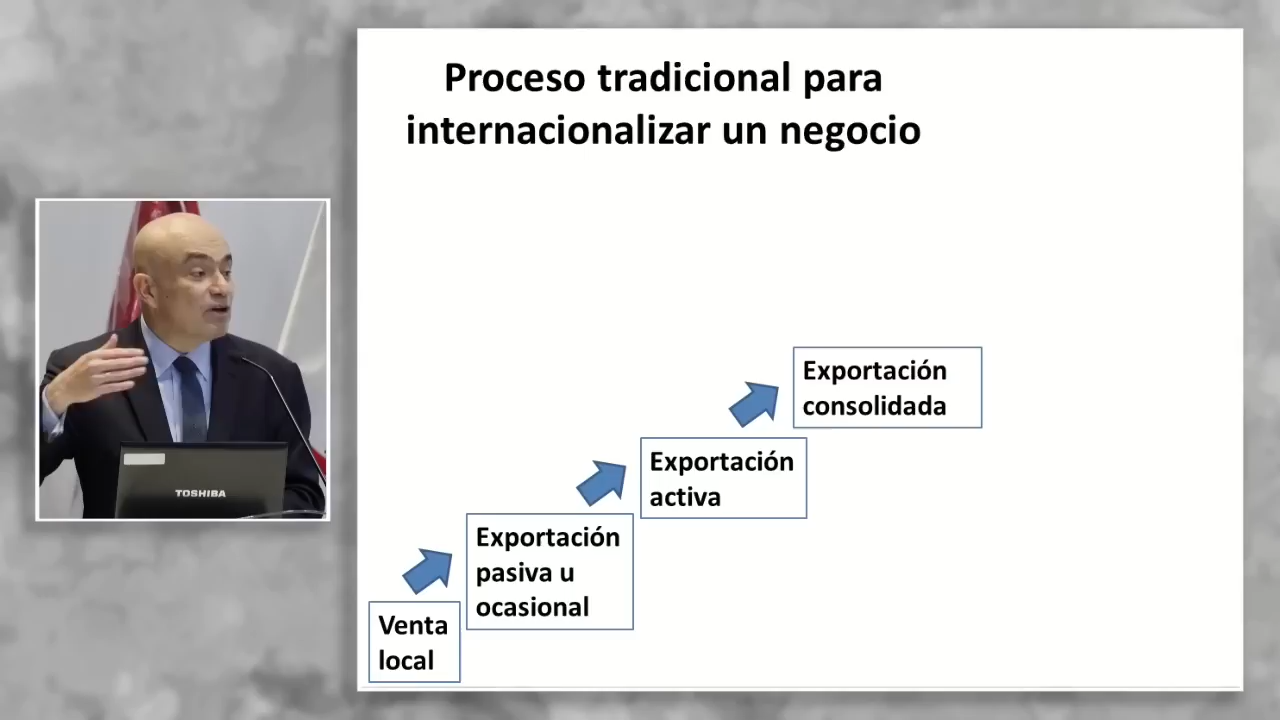 Proceso tradicional para
internacionalizar un negocio
Exportación
consolidada
Exportación
activa
Exportación
pasiva u
ocasional
Venta
local
TOSHIBA